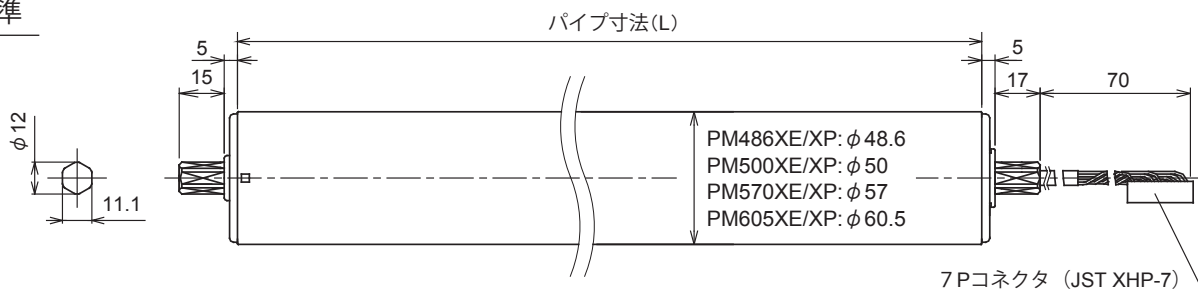 準
パイプ寸法(L)
5
5
15
17
70
φ12
11.1
PM486XE/XP:φ48.6
PM500XE/XP:φ50
PM570XE/XP:φ57
PM605XE/XP:φ60.5
7Pコネクタ（JST XHP-7）